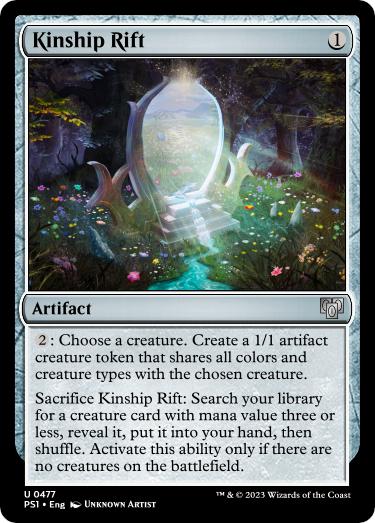 Kinship Rift 1
Artifact
2 : Choose a creature. Create a 1/1 artifact
creature token that shares all colors and
creature types with the chosen creature.
Sacrifice Kinship Rift: Search your library
for a creature card with mana value three or
less, reveal it, put it into your hand, then
shuffle. Activate this ability only if there are
no creatures on the battlefield.
U 0477
PS1 • Eng Unknown Artist
™ & © 2023 Wizards of the Coast